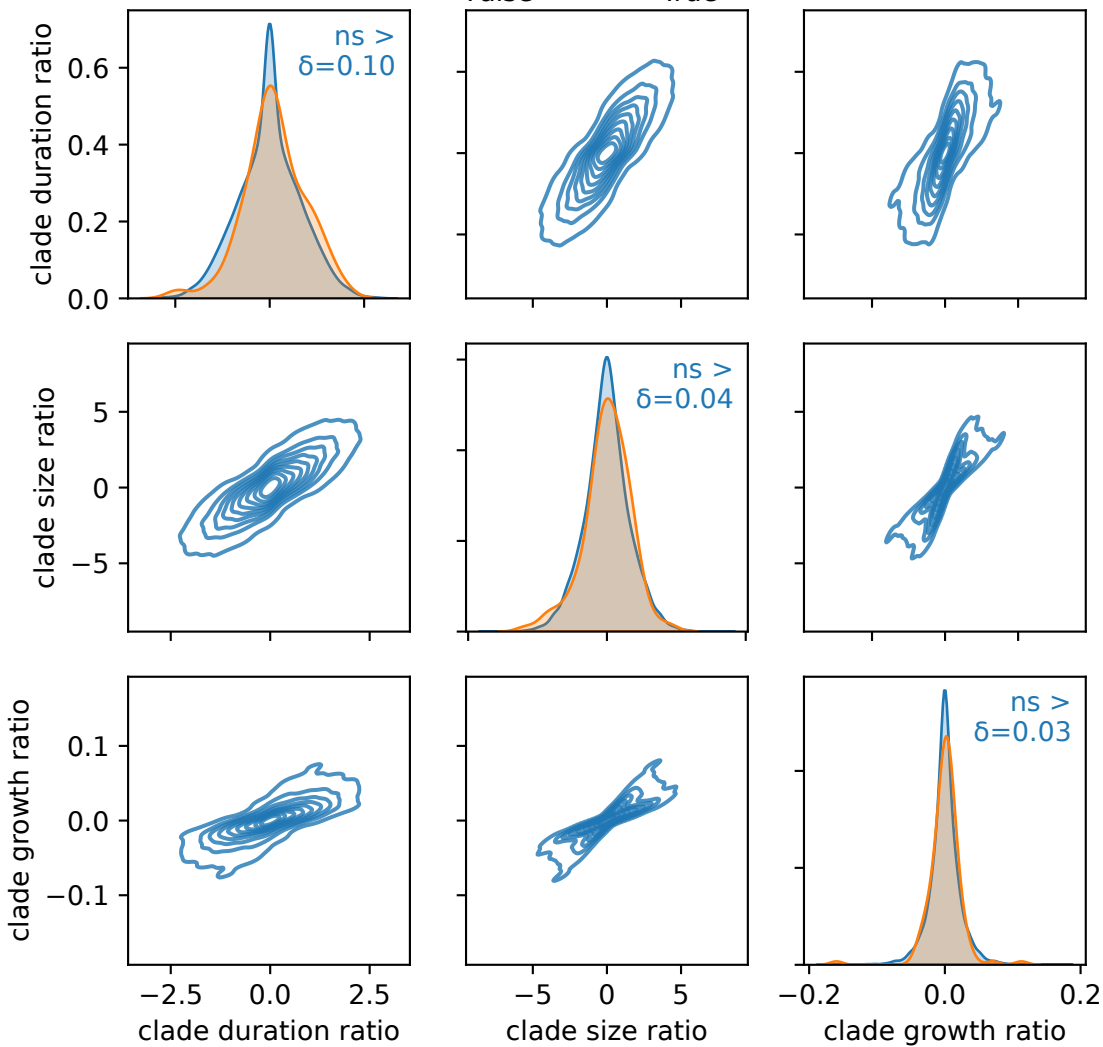 clade duration ratio
0.6
0.4
0.2
0.0
ns >
δ=0.10
clade size ratio
5
0
−5
ns >
δ=0.04
clade growth ratio
0.1
0.0
−0.1
ns >
δ=0.03
−2.5 0.0 2.5
−5 0 5
−0.2 0.0 0.2
clade duration ratio
clade size ratio
clade growth ratio